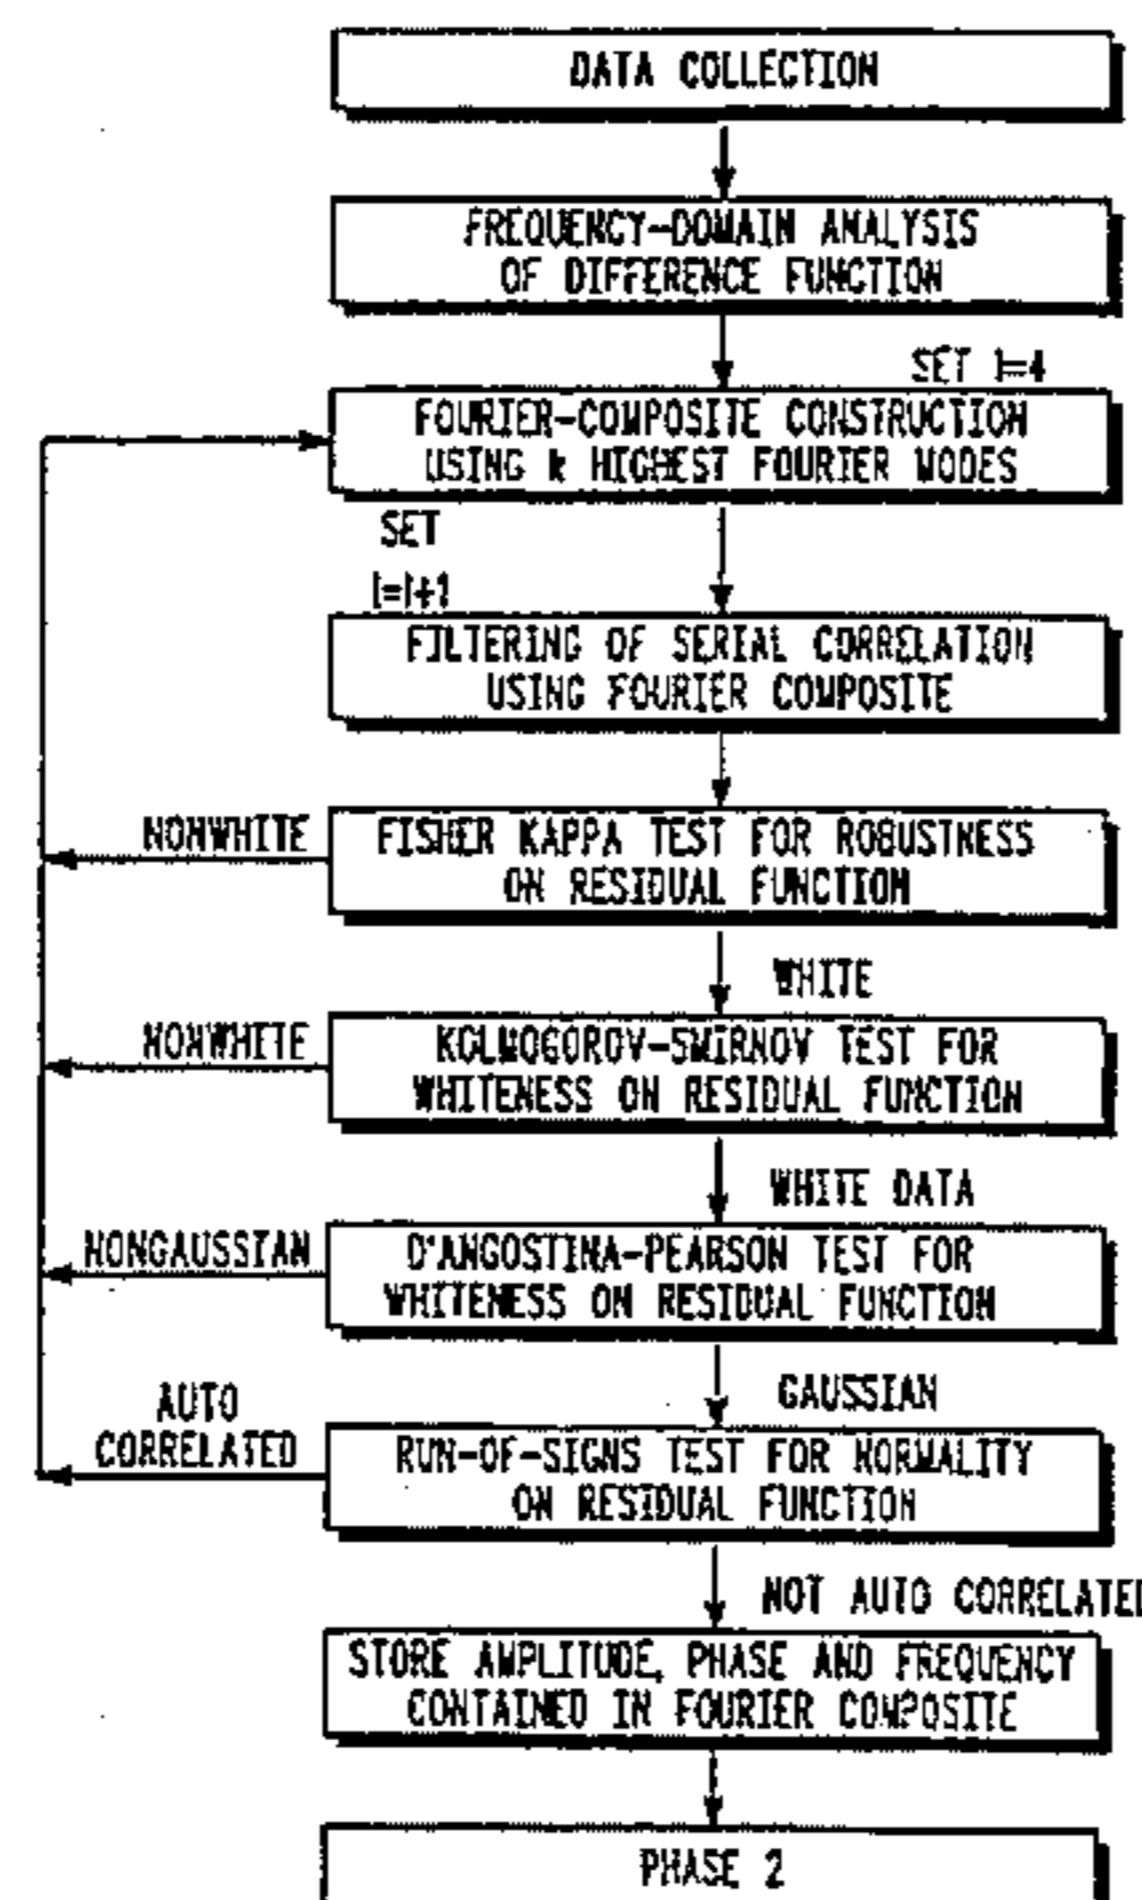 DATA COLLECTION
FREQUENCY-DOMAIN ANALYSIS
OF DIFFERENCE FUNCTION
SET l=4
FOURIER-COMPOSITE CONSTRUCTION
USING k HIGHEST FOURIER MODES
SET
l=l+1
FILTERING OF SERIAL CORRELATION
USING FOURIER COMPOSITE
NONWHITE
FISHER KAPPA TEST FOR ROBUSTNESS
ON RESIDUAL FUNCTION
WHITE
NONWHITE
KOLMOGOROV-SMIRNOV TEST FOR
WHITENESS ON RESIDUAL FUNCTION
WHITE DATA
NONGAUSSIAN
D'ANGOSTINA-PEARSON TEST FOR
WHITENESS ON RESIDUAL FUNCTION
GAUSSIAN
AUTO
CORRELATED
RUN-OF-SIGNS TEST FOR NORMALITY
ON RESIDUAL FUNCTION
NOT AUTO CORRELATED
STORE AMPLITUDE, PHASE AND FREQUENCY
CONTAINED IN FOURIER COMPOSITE
PHASE 2